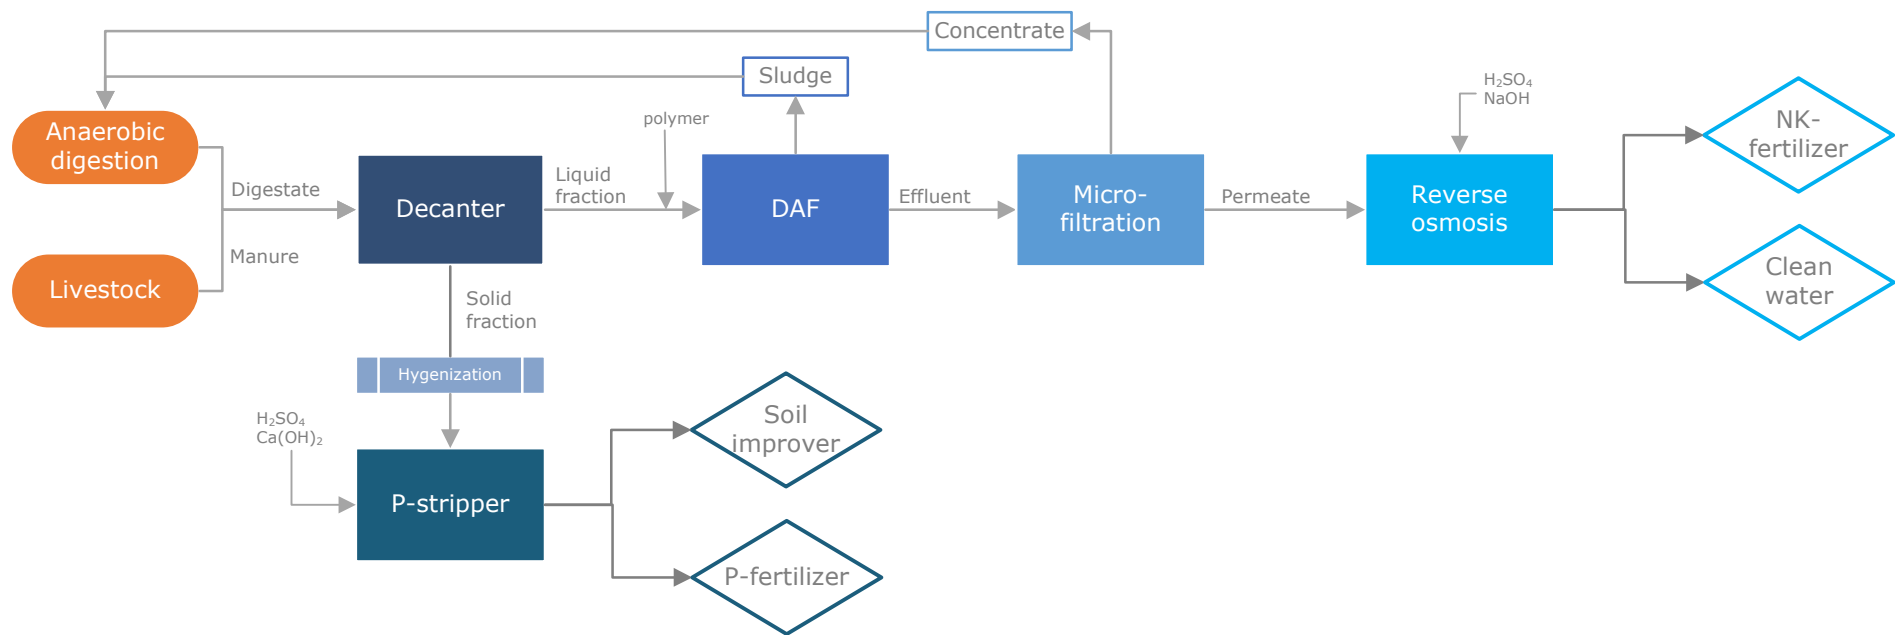 Concentrate
Sludge
H₂SO₄
NaOH
Anaerobic
digestion
polymer
NK-
fertilizer
Digestate
Decanter
Liquid
fraction
DAF
Effluent
Micro-
filtration
Permeate
Reverse
osmosis
Manure
Livestock
Clean
water
Solid
fraction
Hygenization
H₂SO₄
Ca(OH)₂
Soil
improver
P-stripper
P-fertilizer